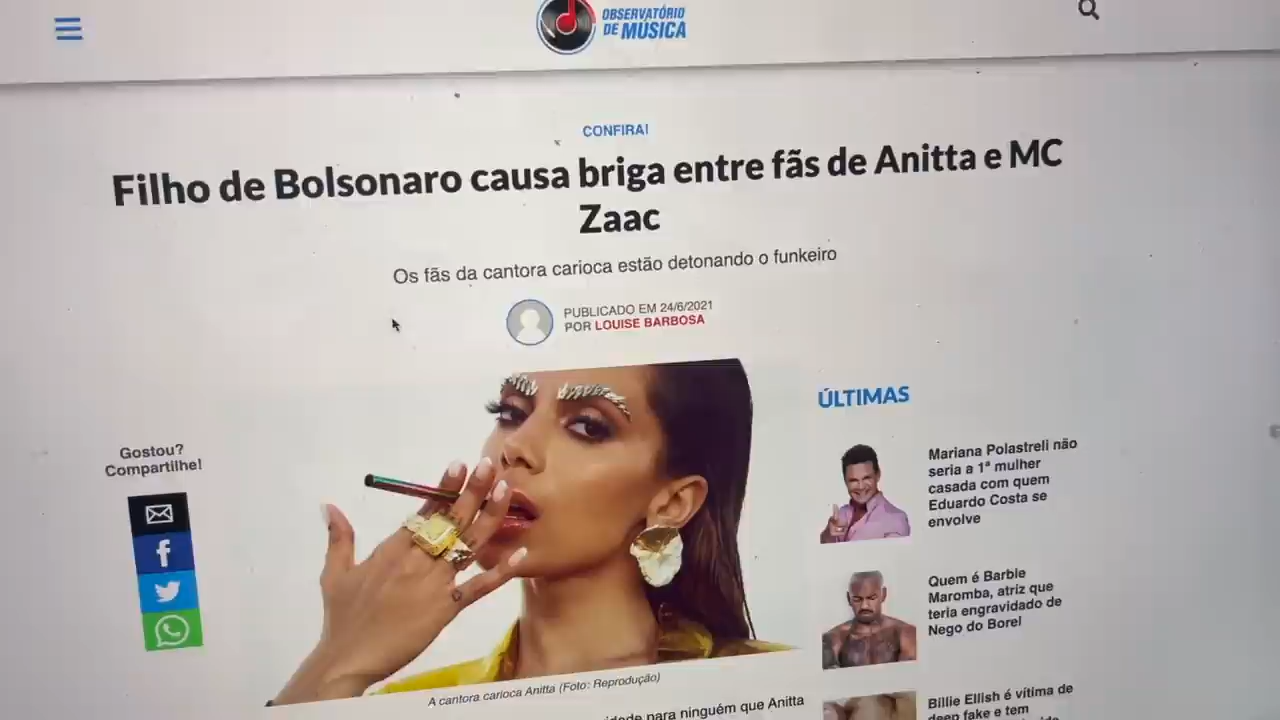 OBSERVATÓRIO
DE MÚSICA
CONFIRA!
Filho de Bolsonaro causa briga entre fãs de Anitta e MC
Zaac
Os fãs da cantora carioca estão detonando o funkeiro
PUBLICADO EM 24/6/2021
POR LOUISE BARBOSA
Gostou?
Compartilhe!
A cantora carioca Anitta (Foto: Reprodução)
para ninguém que Anitta
ÚLTIMAS
Mariana Polastreli não
seria a 1ª mulher
casada com quem
Eduardo Costa se
envolve
Quem é Barbie
Maromba, atriz que
teria engravidado de
Nego do Borel
Billie Eilish é vítima de
deep fake e tem